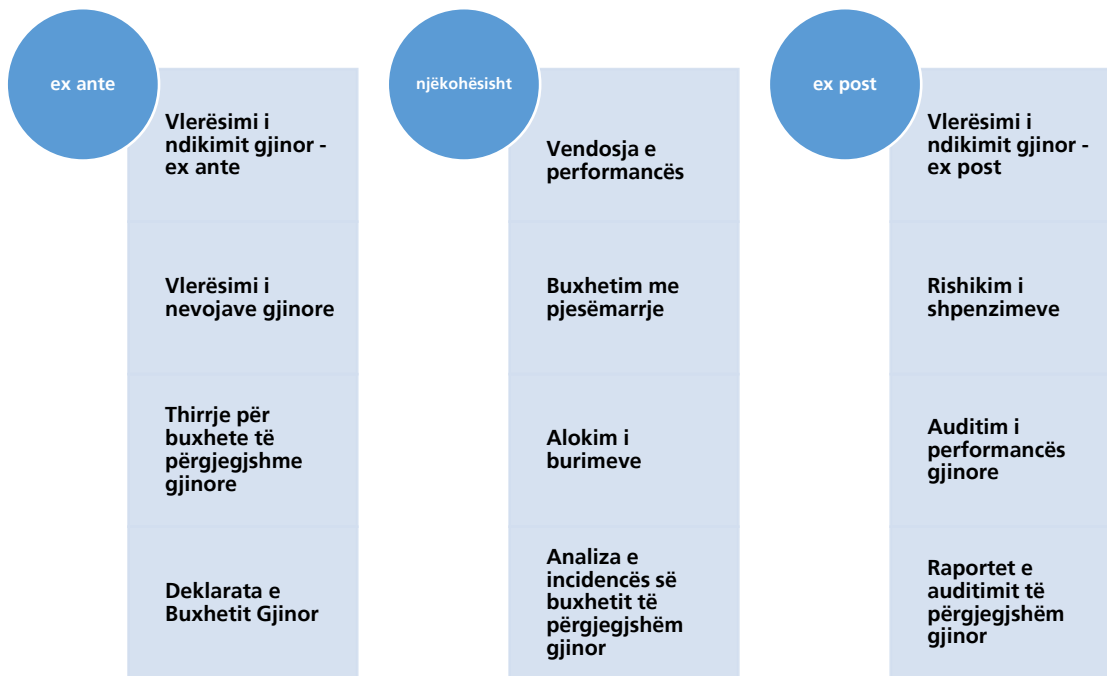 ex ante
Vlerësimi i
ndikimit gjinor -
ex ante
Vlerësimi i
nevojave gjinore
Thirrje për
buxhete të
përgjegjshme
gjinore
Deklarata e
Buxhetit Gjinor
njëkohësisht
Vendosja e
performancës
Buxhetim me
pjesëmarrje
Alokim i
burimeve
Analiza e
incidencës së
buxhetit të
përgjegjshëm
gjinor
ex post
Vlerësimi i
ndikimit gjinor -
ex post
Rishikim i
shpenzimeve
Auditim i
performancës
gjinore
Raportet e
auditimit të
përgjegjshëm
gjinor